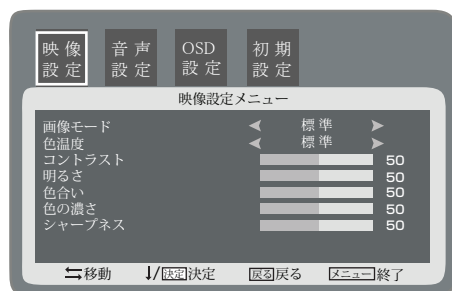 映像設定 音声設定 OSD設定 初期設定
映像設定メニュー
画像モード 標準
色温度 標準
コントラスト 50
明るさ 50
色合い 50
色の濃さ 50
シャープネス 50
移動 /決定決定 戻る戻る メニュー終了